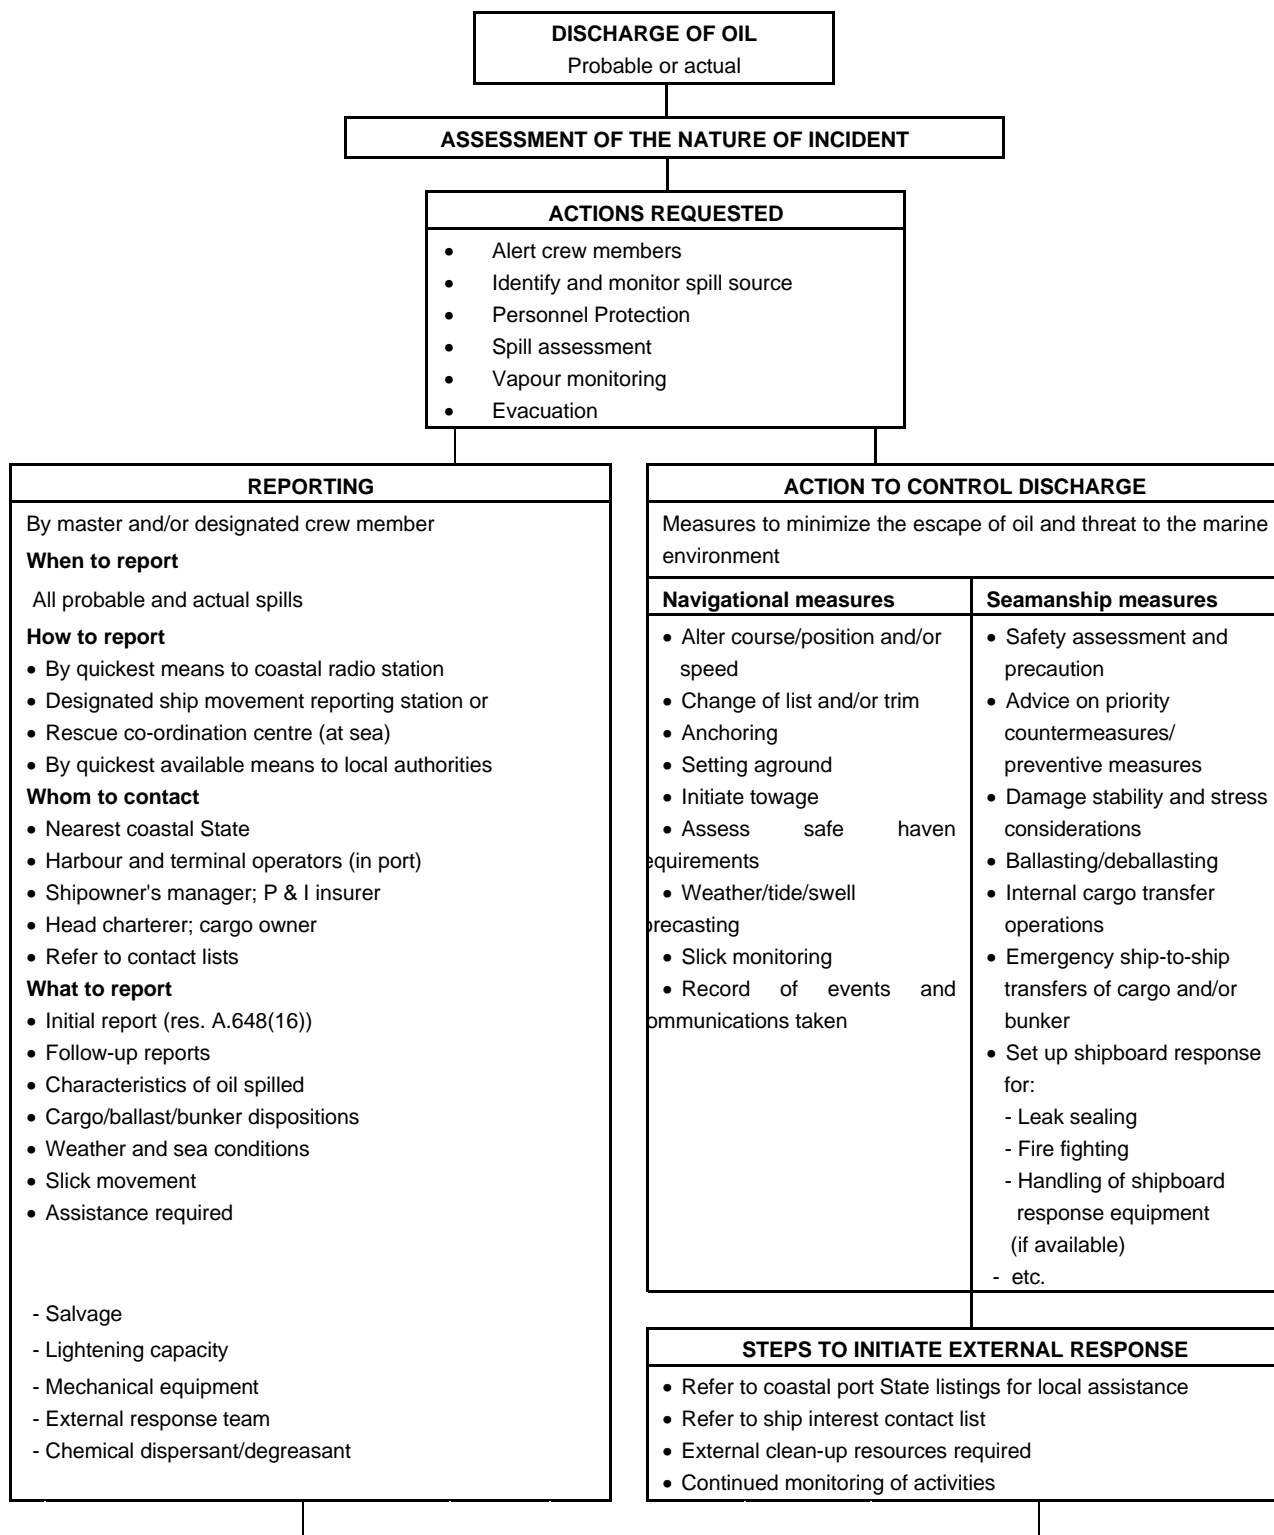 DISCHARGE OF OIL
Probable or actual
ASSESSMENT OF THE NATURE OF INCIDENT
ACTIONS REQUESTED
• Alert crew members
• Identify and monitor spill source
• Personnel Protection
• Spill assessment
• Vapour monitoring
• Evacuation
REPORTING
By master and/or designated crew member
When to report
All probable and actual spills
How to report
• By quickest means to coastal radio station
• Designated ship movement reporting station or
• Rescue co-ordination centre (at sea)
• By quickest available means to local authorities
Whom to contact
• Nearest coastal State
• Harbour and terminal operators (in port)
• Shipowner's manager; P & I insurer
• Head charterer; cargo owner
• Refer to contact lists
What to report
• Initial report (res. A.648(16))
• Follow-up reports
• Characteristics of oil spilled
• Cargo/ballast/bunker dispositions
• Weather and sea conditions
• Slick movement
• Assistance required
- Salvage
- Lightening capacity
- Mechanical equipment
- External response team
- Chemical dispersant/degreasant
ACTION TO CONTROL DISCHARGE
Measures to minimize the escape of oil and threat to the marine
environment
Navigational measures
• Alter course/position and/or
speed
• Change of list and/or trim
• Anchoring
• Setting aground
• Initiate towage
• Assess safe haven
equirements
• Weather/tide/swell
orecasting
• Slick monitoring
• Record of events and
ommunications taken
Seamanship measures
• Safety assessment and
precaution
• Advice on priority
countermeasures/
preventive measures
• Damage stability and stress
considerations
• Ballasting/deballasting
• Internal cargo transfer
operations
• Emergency ship-to-ship
transfers of cargo and/or
bunker
• Set up shipboard response
for:
- Leak sealing
- Fire fighting
- Handling of shipboard
response equipment
(if available)
- etc.
STEPS TO INITIATE EXTERNAL RESPONSE
• Refer to coastal port State listings for local assistance
• Refer to ship interest contact list
• External clean-up resources required
• Continued monitoring of activities